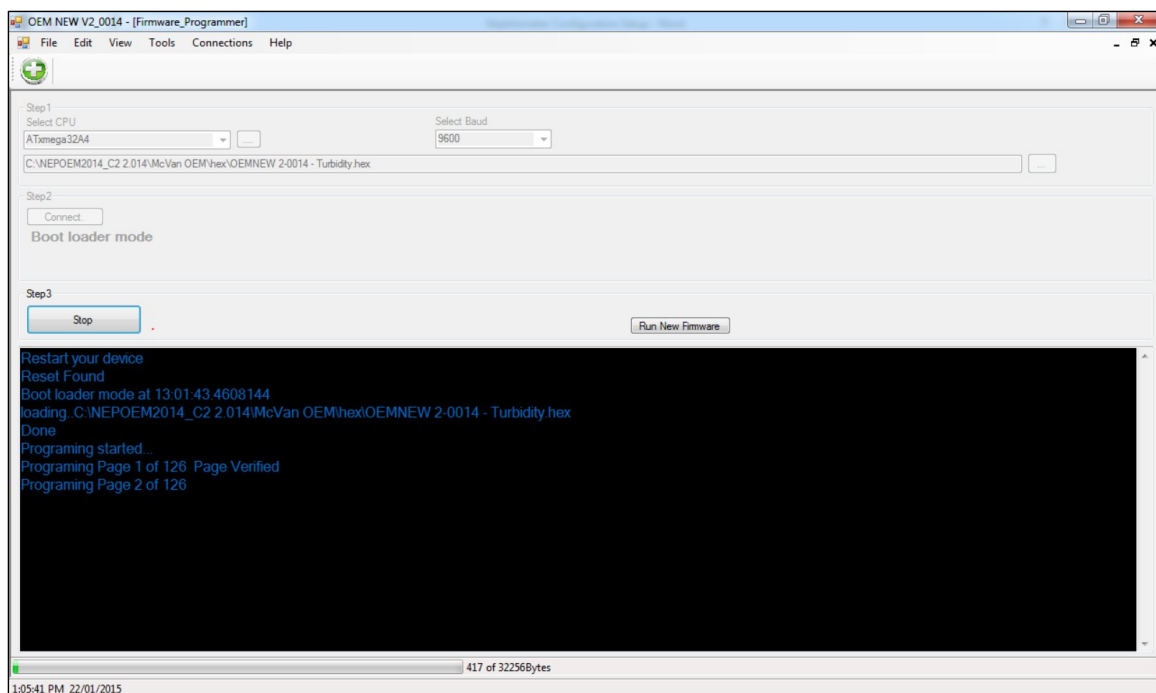 OEM NEW V2_0014 - [Firmware_Programmer]
File Edit View Tools Connections Help
Step1
Select CPU Select Baud
ATxmega32A4 ... 9600
C:\NEPOEM2014_C2 2.014\McVan OEM\hex\OEMNEW 2-0014 - Turbidity.hex ...
Step2
Connect.
Boot loader mode
Step3
Stop . Run New Firmware
Restart your device
Reset Found
Boot loader mode at 13:01:43.4608144
loading..C:\NEPOEM2014_C2 2.014\McVan OEM\hex\OEMNEW 2-0014 - Turbidity.hex
Done
Programing started...
Programing Page 1 of 126 Page Verified
Programing Page 2 of 126
417 of 32256Bytes
1:05:41 PM 22/01/2015